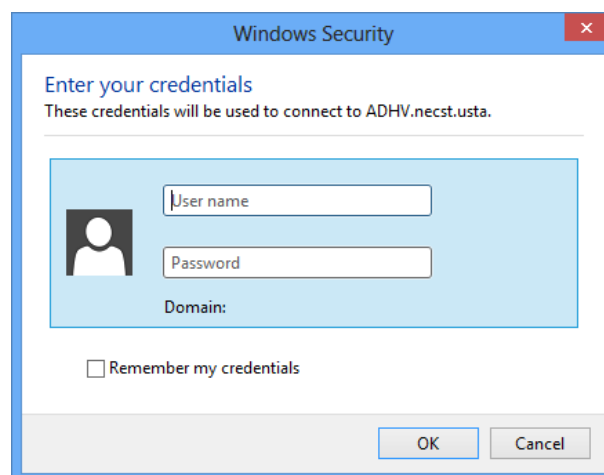 Windows Security
Enter your credentials
These credentials will be used to connect to ADHV.necst.usta.
User name
Password
Domain:
Remember my credentials
OK
Cancel